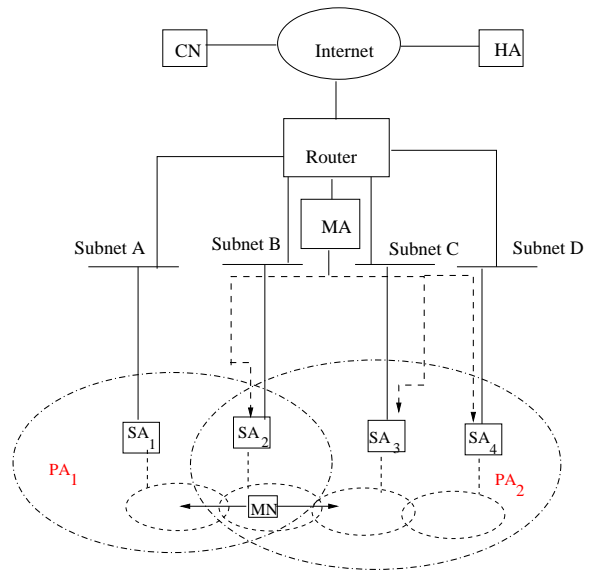 CN
Internet
HA
Router
MA
Subnet A
Subnet B
Subnet C
Subnet D
SA1
SA2
SA3
SA4
PA1
PA2
MN